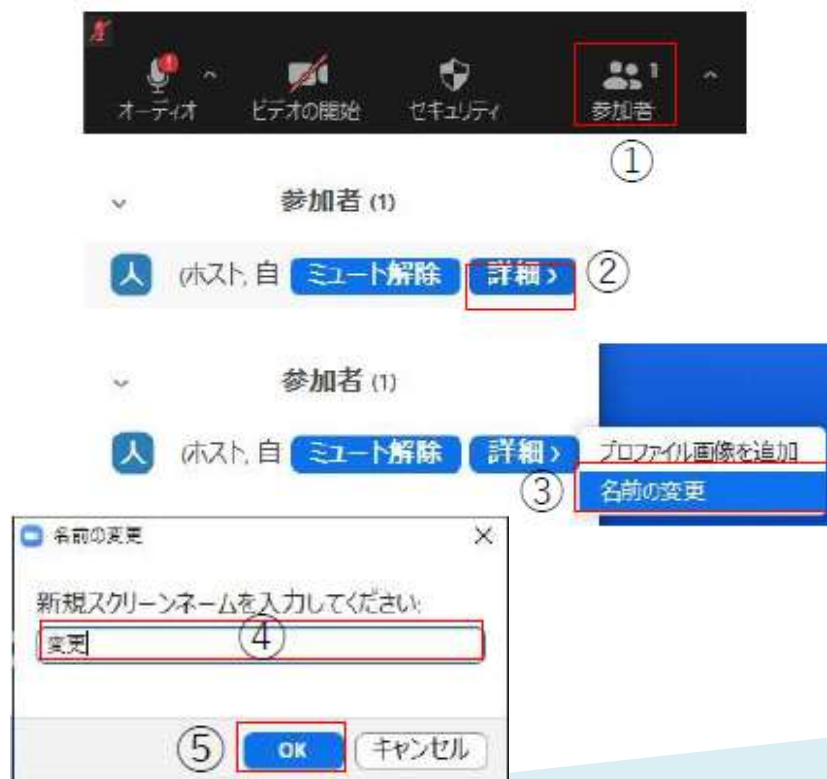 1
オーディオ ビデオの開始 セキュリティ 参加者
①
参加者 (1)
人 (ホスト, 自 ミュート解除 詳細 > ②
参加者 (1)
人 (ホスト, 自 ミュート解除 詳細 > プロファイル画像を追加
③ 名前の変更
名前の変更
新規スクリーンネームを入力してください:
変更 ④
⑤ OK キャンセル